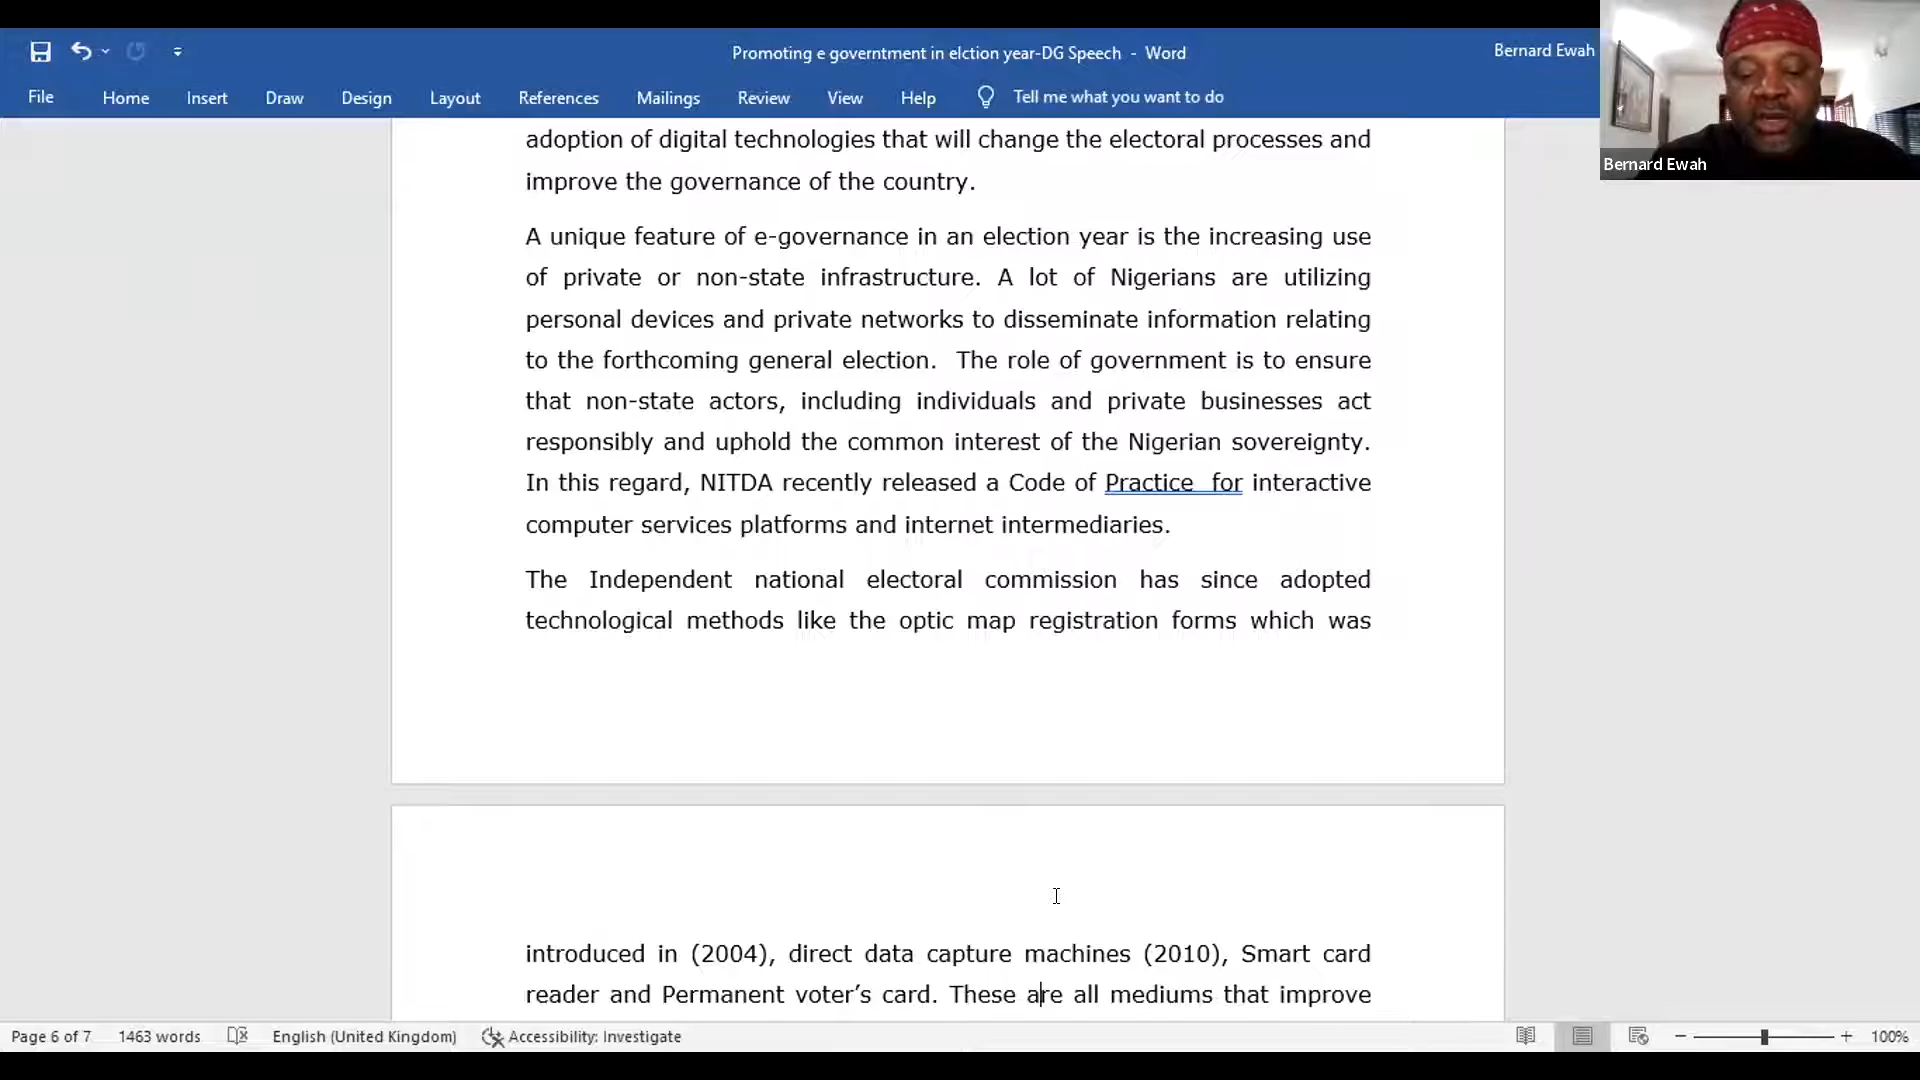 Promoting e governtment in elction year-DG Speech - Word
Bernard Ewah
File Home Insert Draw Design Layout References Mailings Review View Help Tell me what you want to do
Bernard Ewah
adoption of digital technologies that will change the electoral processes and
improve the governance of the country.
A unique feature of e-governance in an election year is the increasing use
of private or non-state infrastructure. A lot of Nigerians are utilizing
personal devices and private networks to disseminate information relating
to the forthcoming general election.  The role of government is to ensure
that non-state actors, including individuals and private businesses act
responsibly and uphold the common interest of the Nigerian sovereignty.
In this regard, NITDA recently released a Code of Practice  for interactive
computer services platforms and internet intermediaries.
The Independent national electoral commission has since adopted
technological methods like the optic map registration forms which was
introduced in (2004), direct data capture machines (2010), Smart card
reader and Permanent voter’s card. These are all mediums that improve
Page 6 of 7 1463 words English (United Kingdom) Accessibility: Investigate 100%